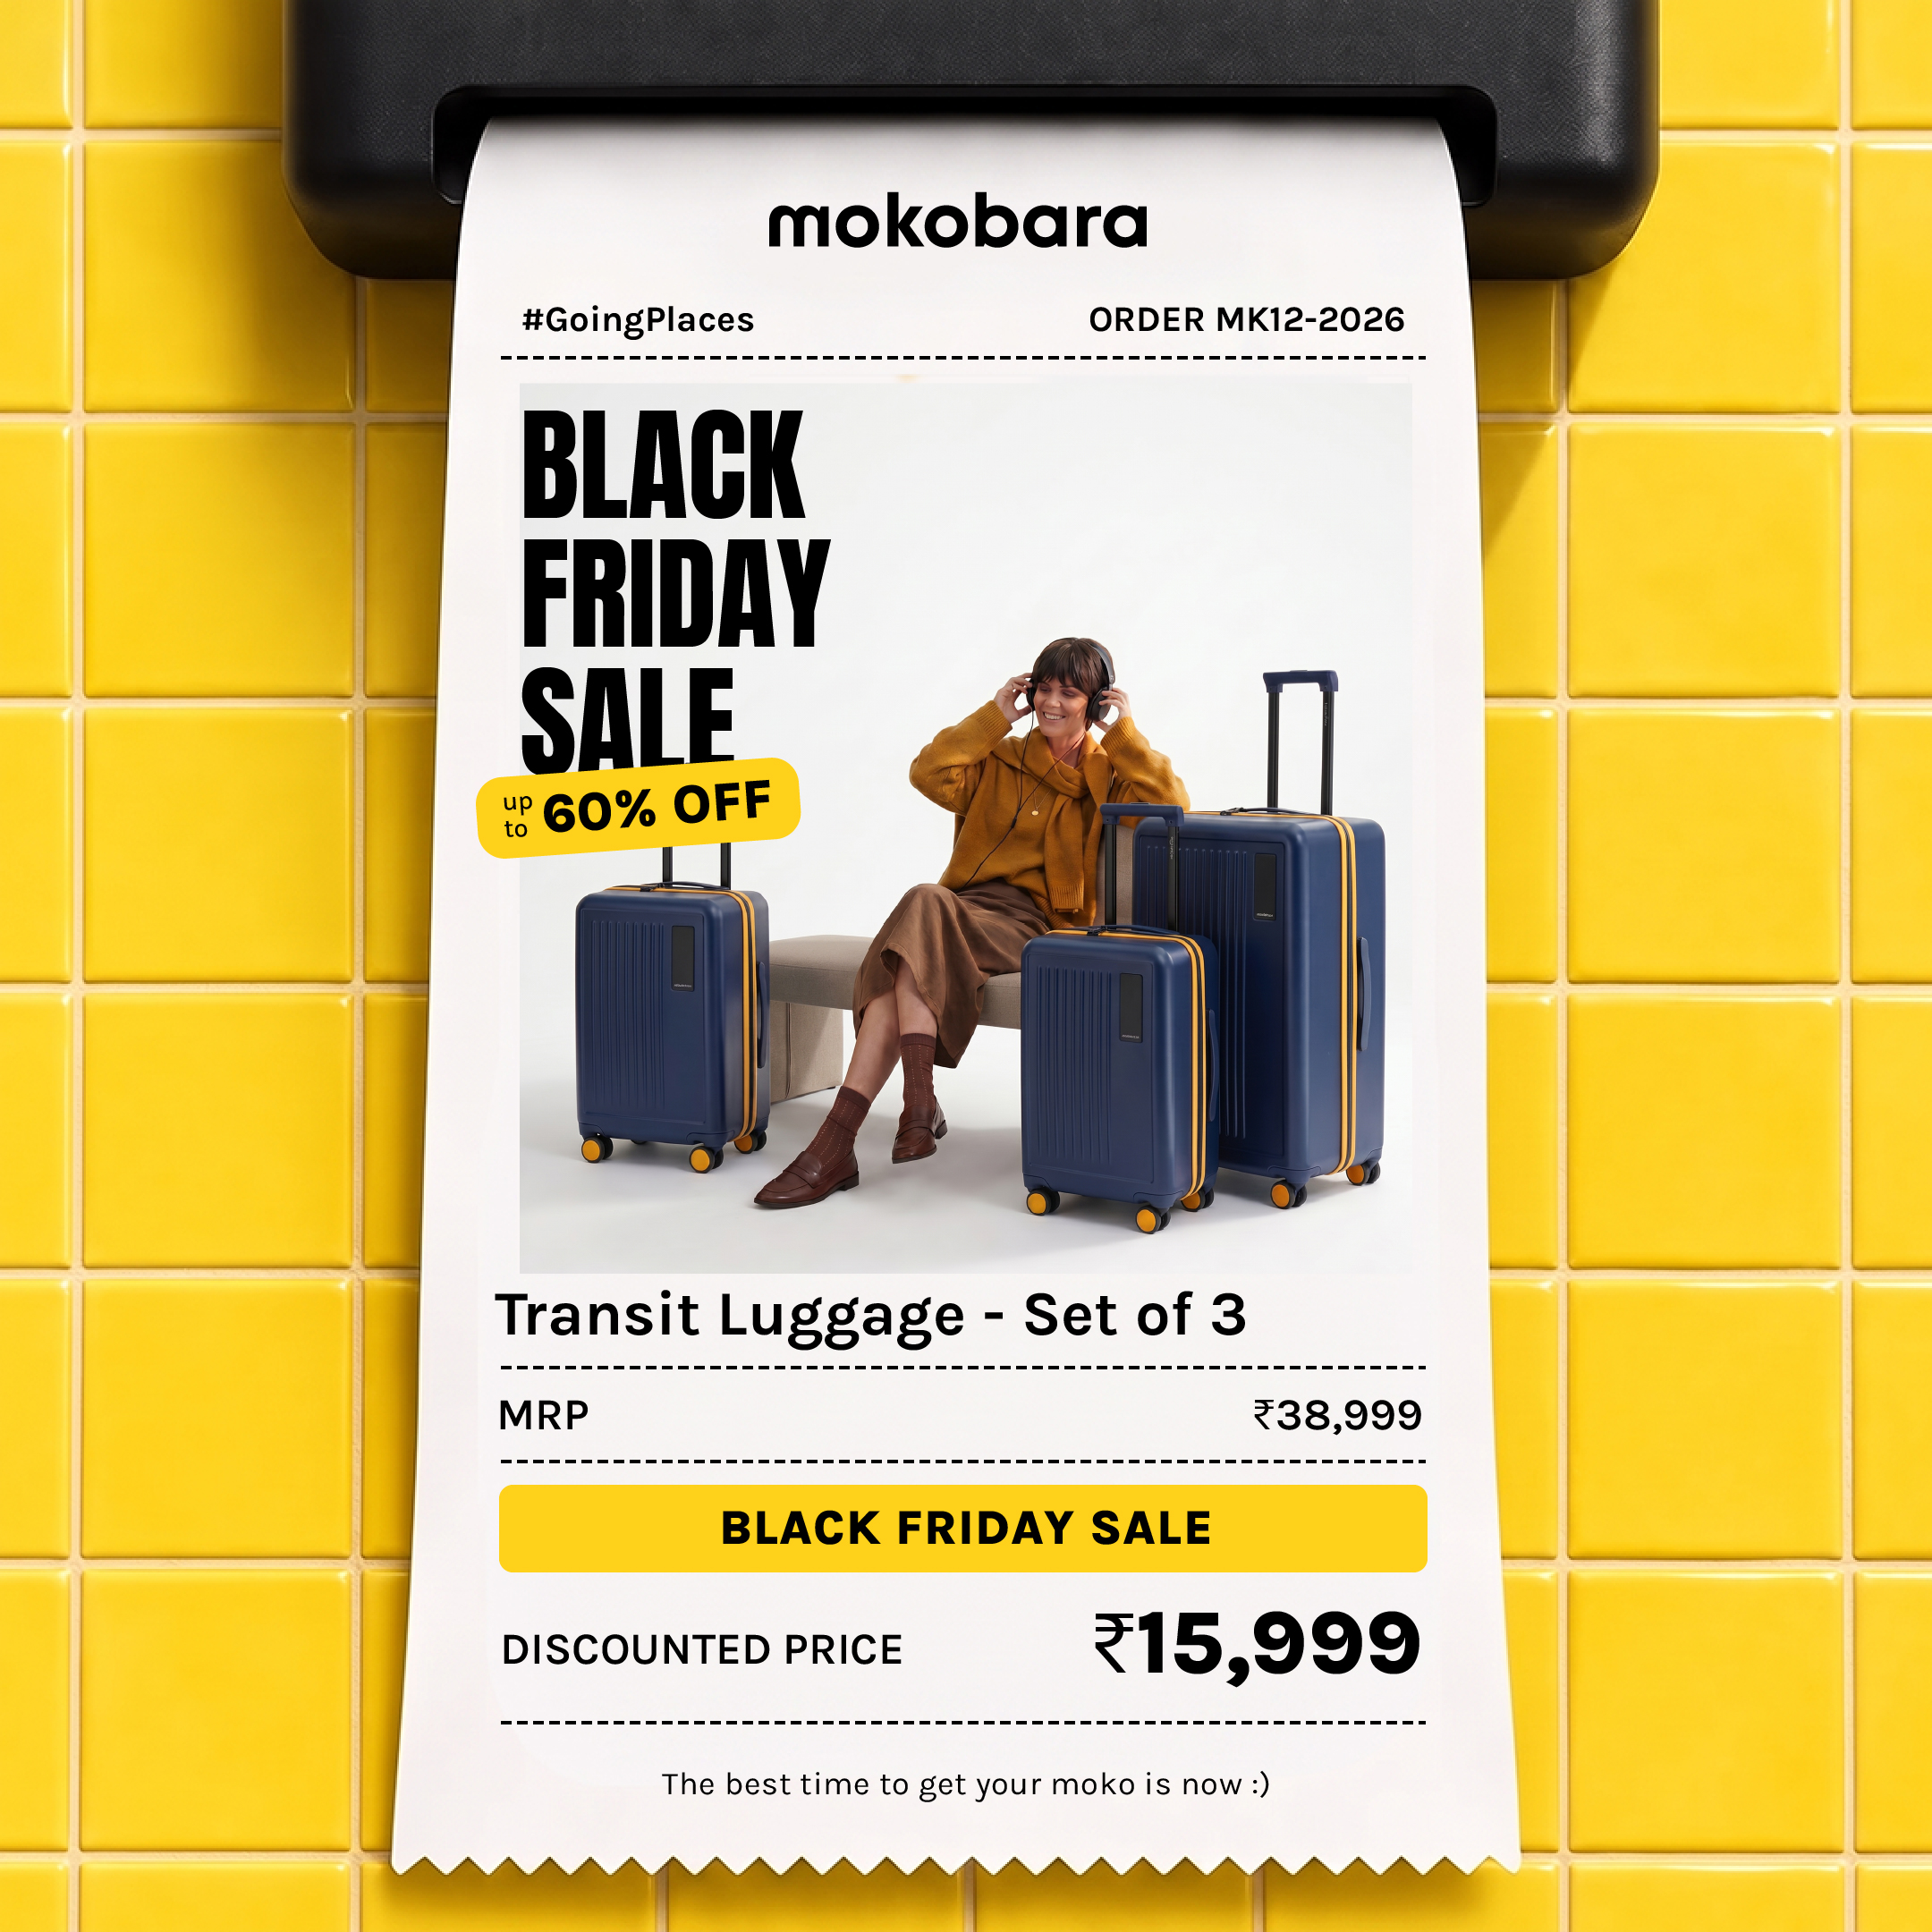 mokobara
#GoingPlaces
ORDER MK12-2026
BLACK
FRIDAY
SALE
up to 60% OFF
Transit Luggage - Set of 3
MRP ₹38,999
BLACK FRIDAY SALE
DISCOUNTED PRICE ₹15,999
The best time to get your moko is now :)